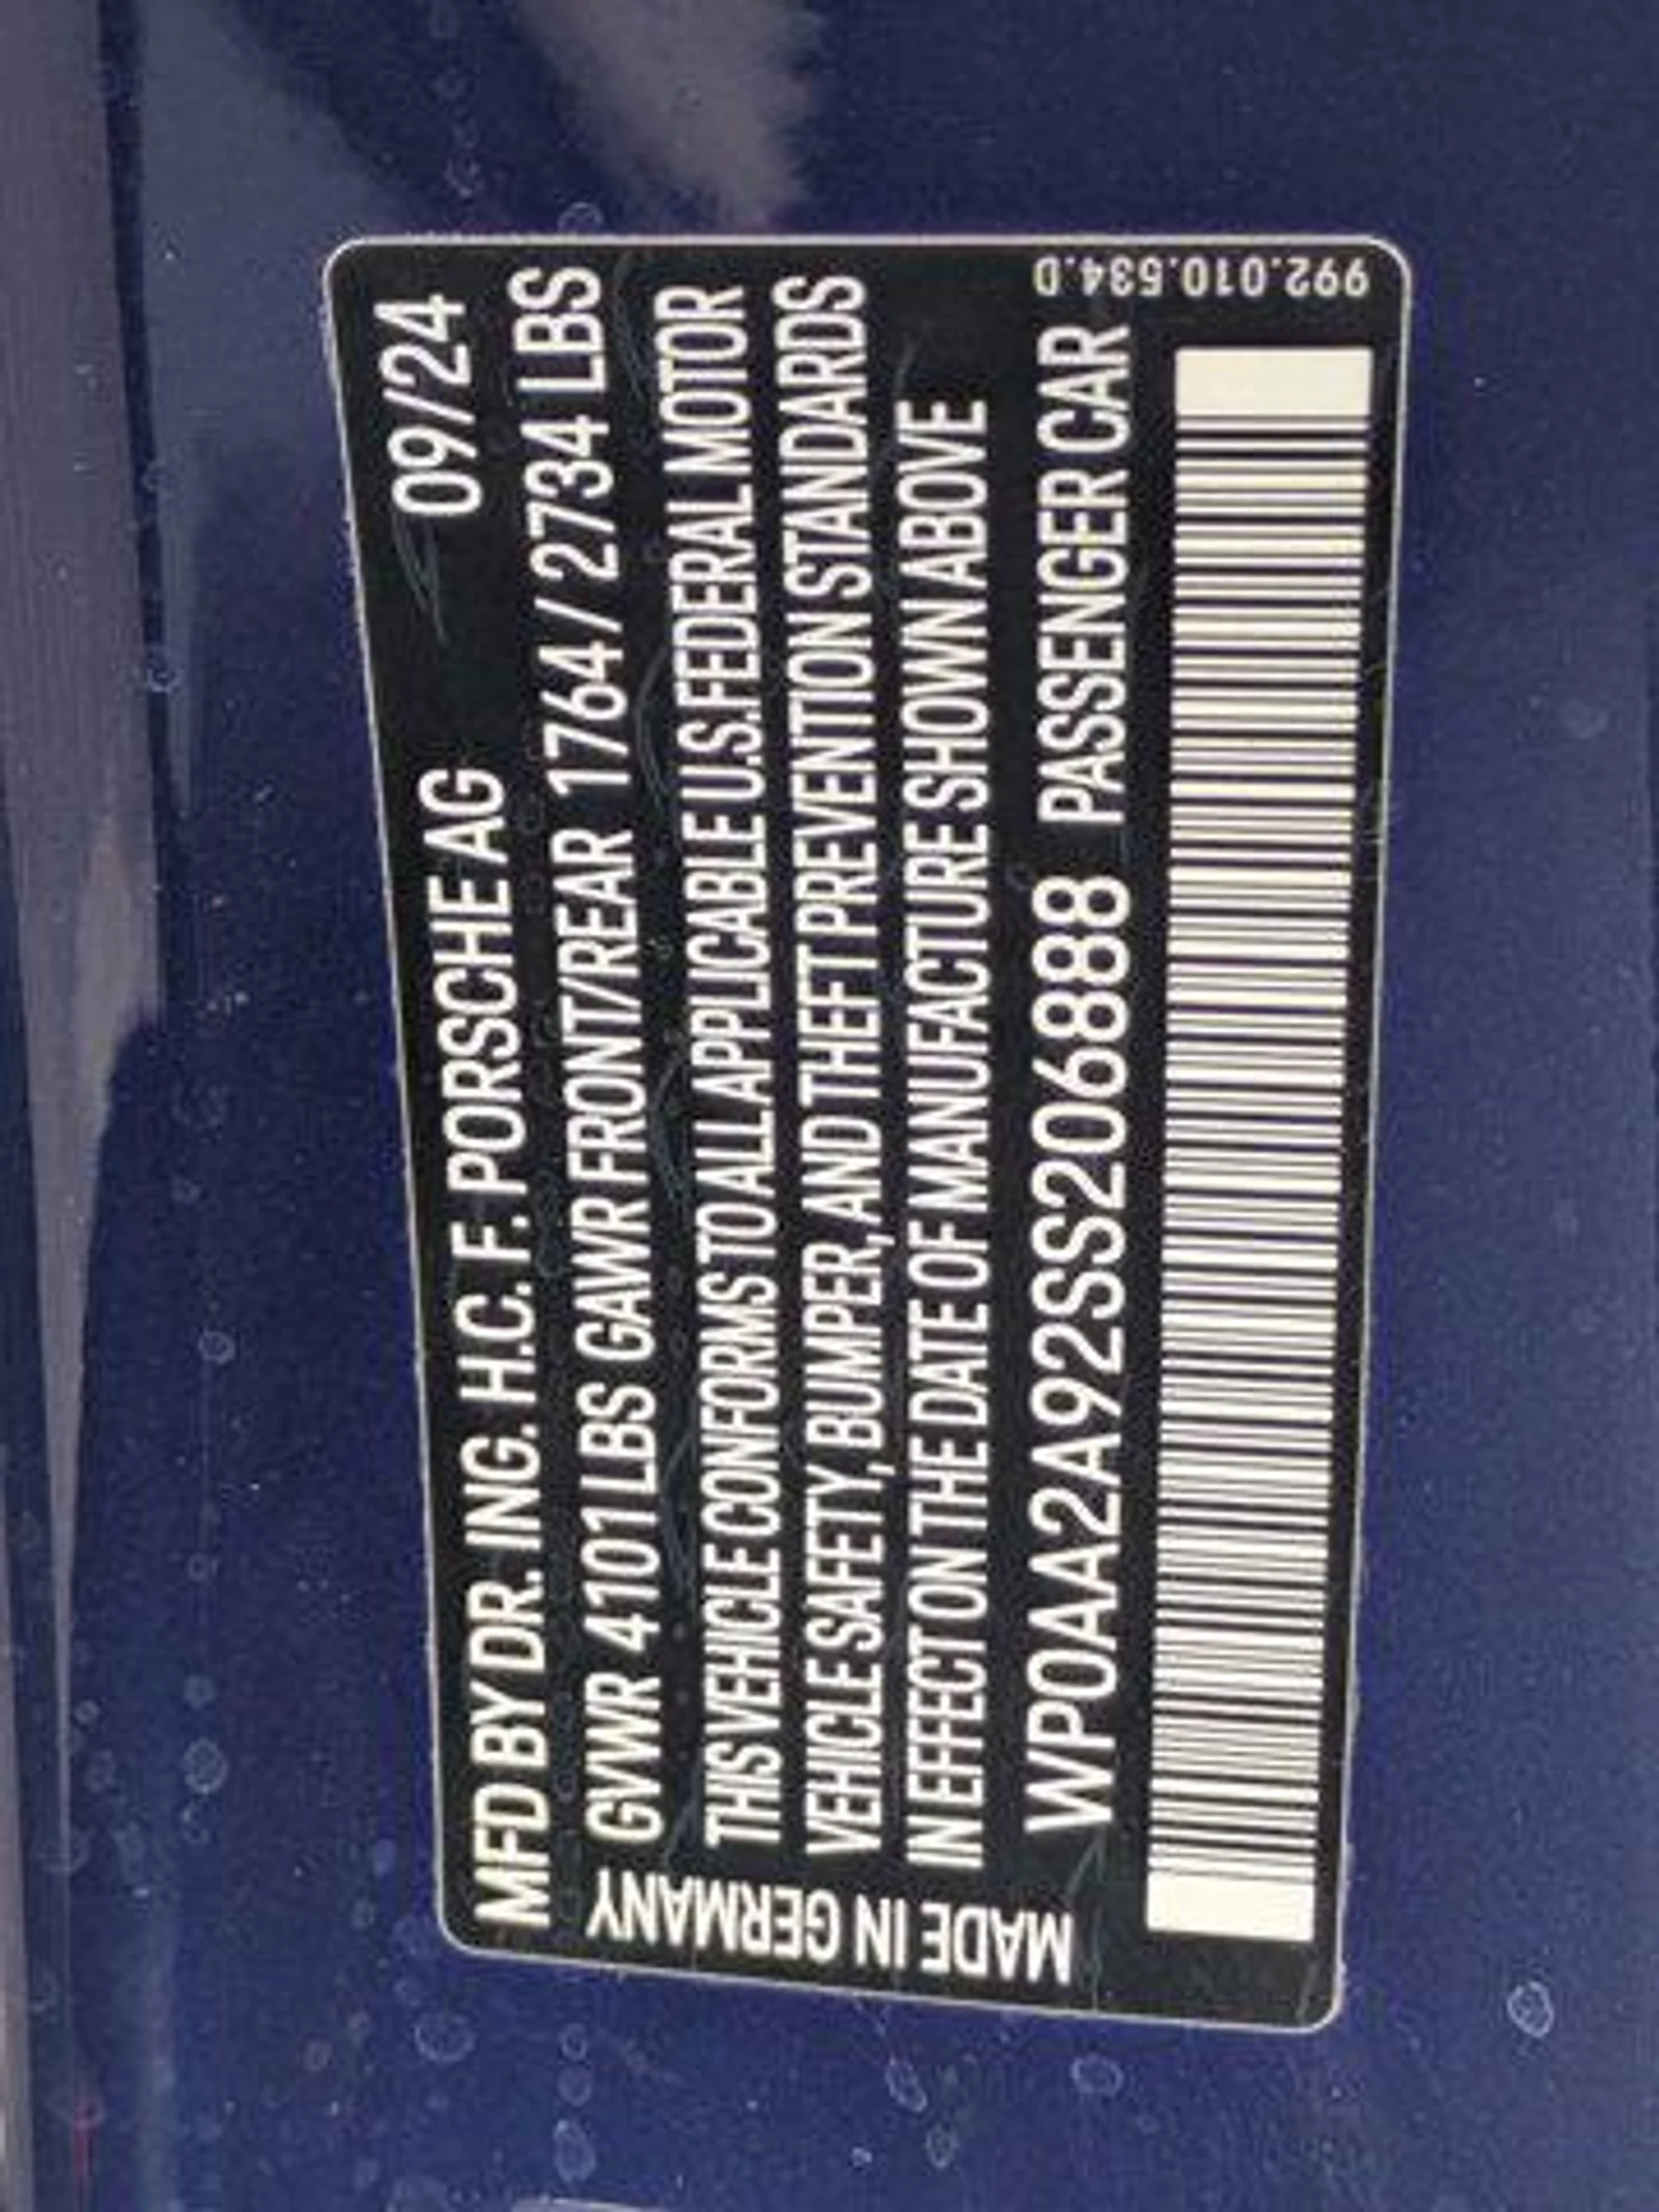 MFD BY DR. ING. H.C. F. PORSCHE AG 09/24
GVWR 4101 LBS GAWR FRONT/REAR 1764 / 2734 LBS
THIS VEHICLE CONFORMS TO ALL APPLICABLE U.S. FEDERAL MOTOR
VEHICLE SAFETY, BUMPER, AND THEFT PREVENTION STANDARDS
IN EFFECT ON THE DATE OF MANUFACTURE SHOWN ABOVE
WP0AA2A92SS206888 PASSENGER CAR
MADE IN GERMANY
992.010.534.D